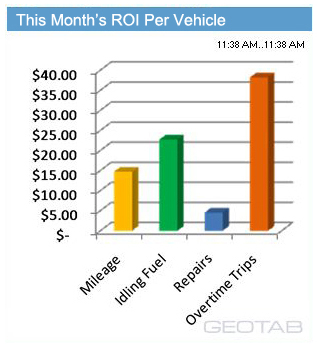 This Month's ROI Per Vehicle
11:38 AM..11:38 AM
$40.00
$35.00
$30.00
$25.00
$20.00
$15.00
$10.00
$5.00
$-
Mileage
Idling Fuel
Repairs
Overtime Trips
GEOTAB